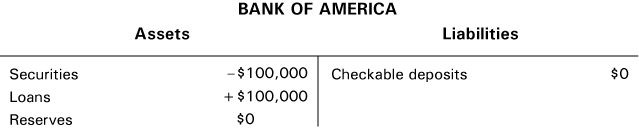 BANK OF AMERICA
Assets Liabilities
Securities –$100,000 Checkable deposits $0
Loans +$100,000
Reserves $0